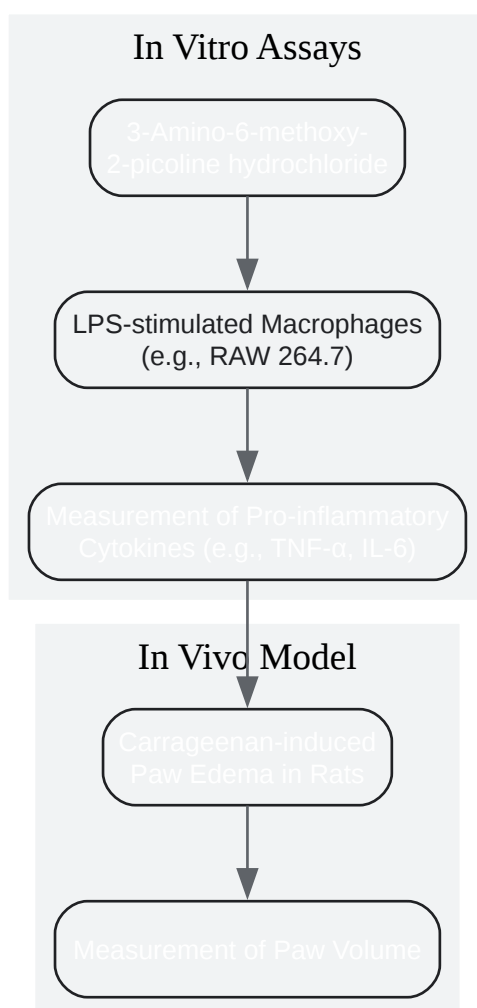 In Vitro Assays
3-Amino-6-methoxy-
2-picoline hydrochloride
LPS-stimulated Macrophages
(e.g., RAW 264.7)
Measurement of Pro-inflammatory
Cytokines (e.g., TNF-α, IL-6)
In Vivo Model
Carrageenan-induced
Paw Edema in Rats
Measurement of Paw Volume